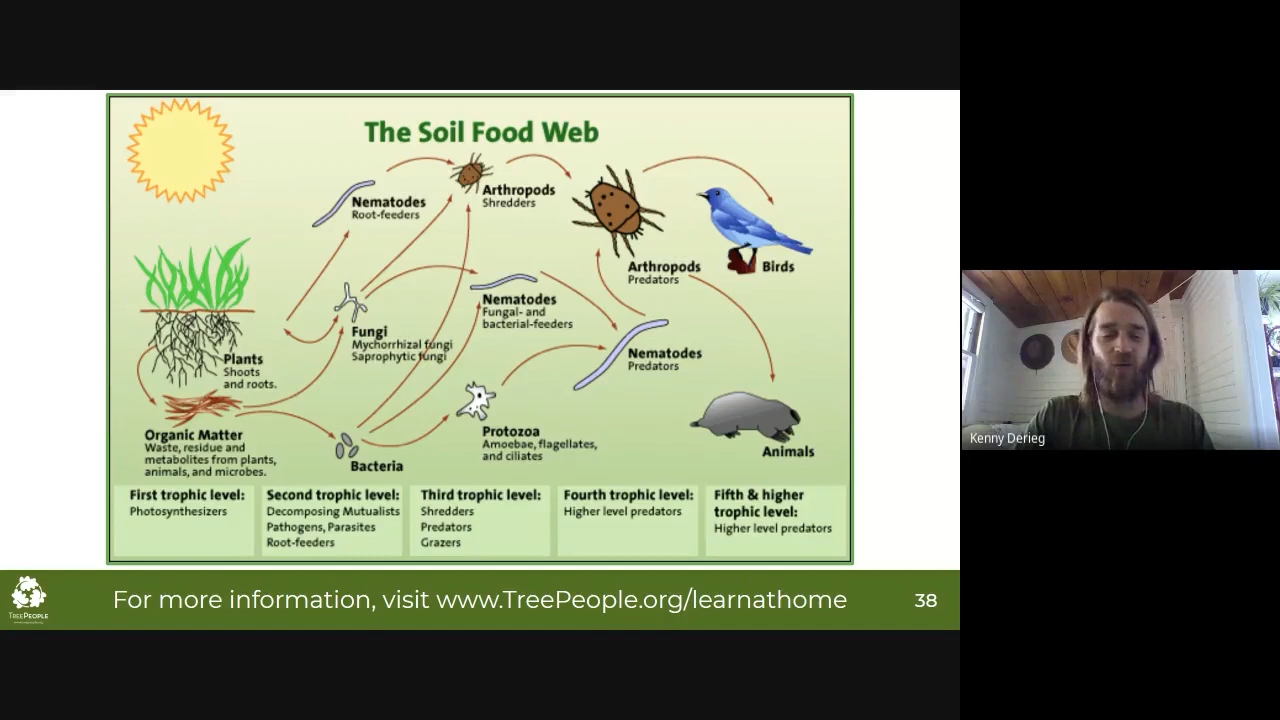 The Soil Food Web
Nematodes
Root-feeders
Arthropods
Shredders
Arthropods
Predators
Birds
Fungi
Mychorrhizal fungi
Saprophytic fungi
Nematodes
Fungal- and
bacterial-feeders
Nematodes
Predators
Plants
Shoots
and roots.
Organic Matter
Waste, residue and
metabolites from plants,
animals, and microbes.
Bacteria
Protozoa
Amoebae, flagellates,
and ciliates
Animals
First trophic level:
Photosynthesizers
Second trophic level:
Decomposing Mutualists
Pathogens, Parasites
Root-feeders
Third trophic level:
Shredders
Predators
Grazers
Fourth trophic level:
Higher level predators
Fifth & higher
trophic level:
Higher level predators
TREEPEOPLE
For more information, visit www.TreePeople.org/learnathome
38
Kenny Derieg